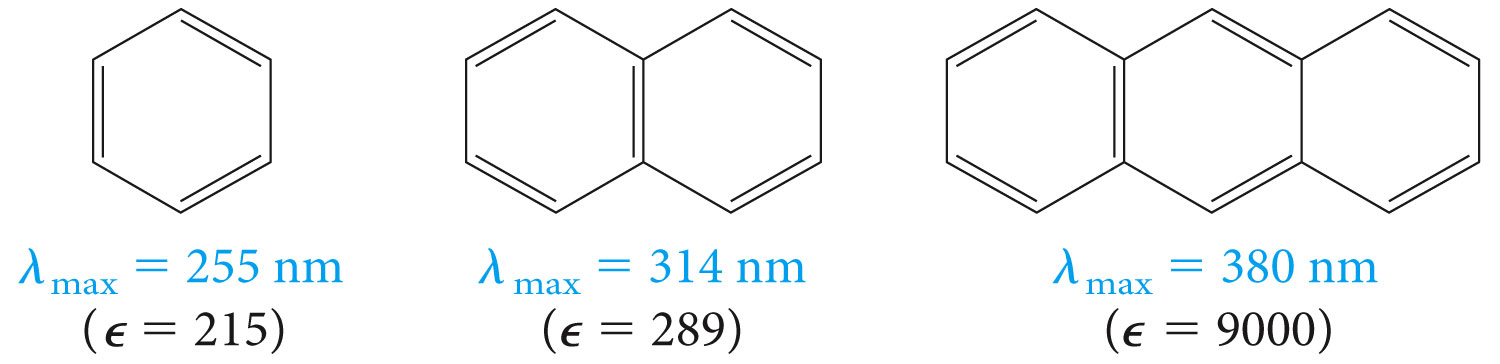 λmax = 255 nm
(ϵ = 215)
λmax = 314 nm
(ϵ = 289)
λmax = 380 nm
(ϵ = 9000)